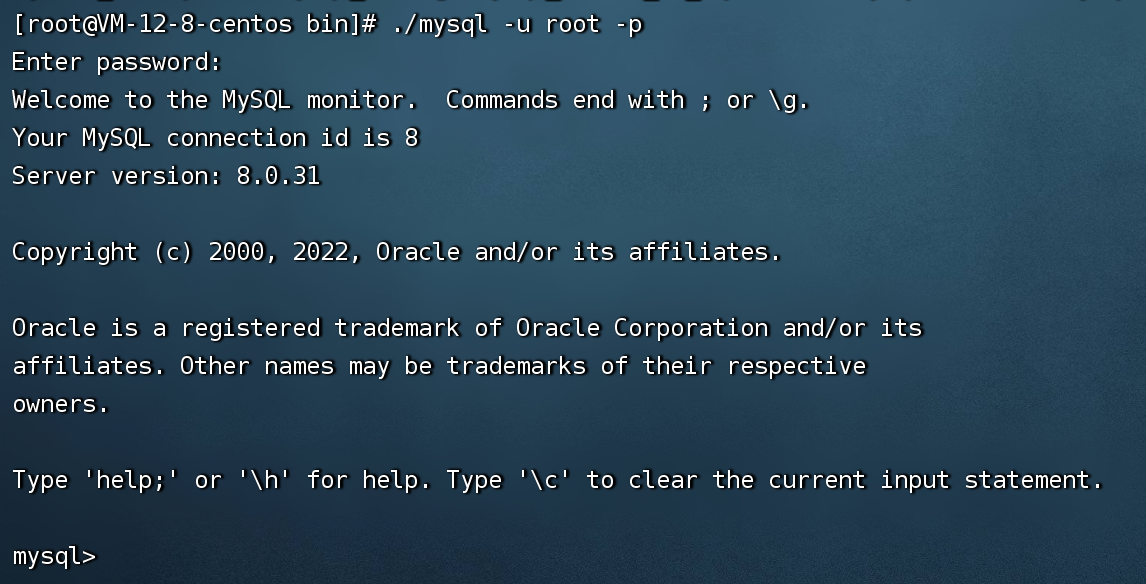 [root@VM-12-8-centos bin]# ./mysql -u root -p
Enter password:
Welcome to the MySQL monitor.  Commands end with ; or \g.
Your MySQL connection id is 8
Server version: 8.0.31
Copyright (c) 2000, 2022, Oracle and/or its affiliates.
Oracle is a registered trademark of Oracle Corporation and/or its
affiliates. Other names may be trademarks of their respective
owners.
Type 'help;' or '\h' for help. Type '\c' to clear the current input statement.
mysql>